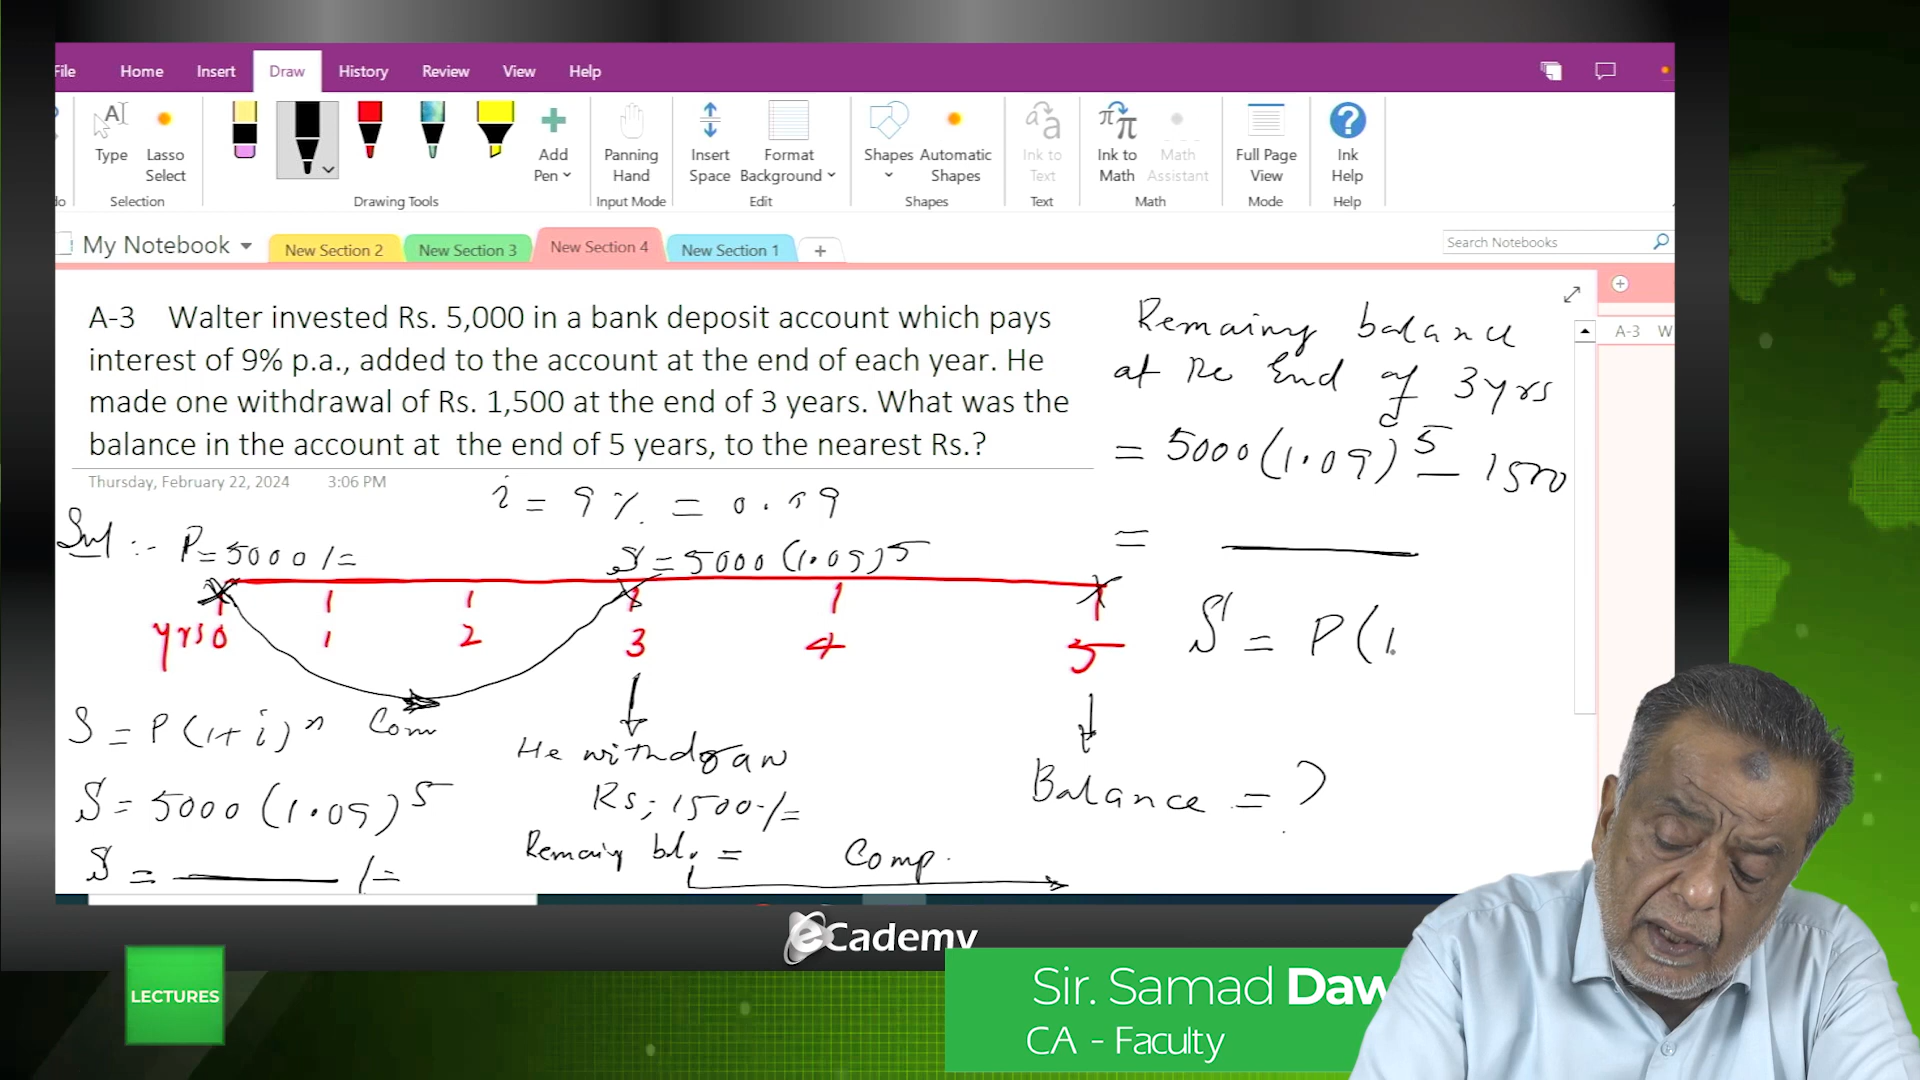 File Home Insert Draw History Review View Help
Type
Lasso Select
Add Pen
Panning Hand
Insert Space
Format Background
Shapes
Automatic Shapes
Ink to Text
Ink to Math
Math Assistant
Full Page View
Ink Help
Selection
Drawing Tools
Input Mode
Edit
Shapes
Text
Math
Mode
Help
My Notebook
New Section 2
New Section 3
New Section 4
New Section 1
+
Search Notebooks
A-3 W
A-3 Walter invested Rs. 5,000 in a bank deposit account which pays
interest of 9% p.a., added to the account at the end of each year. He
made one withdrawal of Rs. 1,500 at the end of 3 years. What was the
balance in the account at the end of 5 years, to the nearest Rs.?
Thursday, February 22, 2024 3:06 PM
i = 9 % = 0.09
Sol :- P = 5000/=
S = 5000 (1.09)5
yrs 0 1 2 3 4 5
S = P(1+i)n Com
S = 5000 (1.09)5
S = /=
He withdraw
Rs; 1500/=
Remaing bl. =
Comp.
Balance = ?
Remaing balance
at the End of 3 yrs
= 5000(1.09)5 - 1500
=
S = P(1.
eCademy
LECTURES
Sir. Samad Daw
CA - Faculty